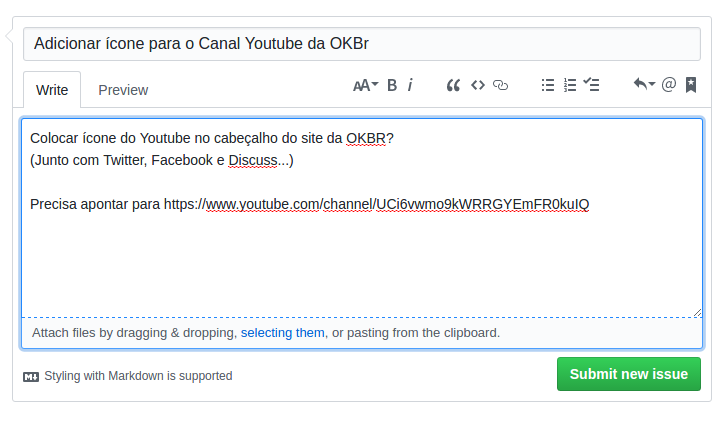 Adicionar ícone para o Canal Youtube da OKBr
Write Preview AA B i @
Colocar ícone do Youtube no cabeçalho do site da OKBR?
(Junto com Twitter, Facebook e Discuss...)
Precisa apontar para https://www.youtube.com/channel/UCi6vwmo9kWRRGYEmFR0kuIQ
Attach files by dragging & dropping, selecting them, or pasting from the clipboard.
Styling with Markdown is supported
Submit new issue